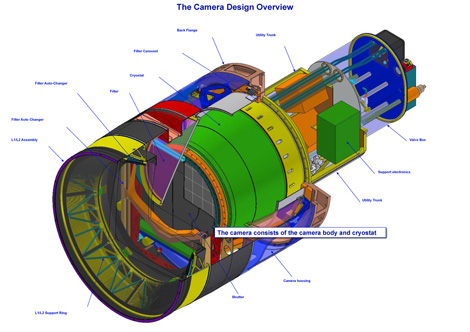 The Camera Design Overview
Back Flange
Utility Trunk
Filter Carousel
Cryostat
Filter Auto Changer
Filter
Filter Auto Changer
L1/L2 Assembly
Valve Box
Support electronics
Utility Trunk
The camera consists of the camera body and cryostat
Camera housing
Shutter
L1/L2 Support Ring